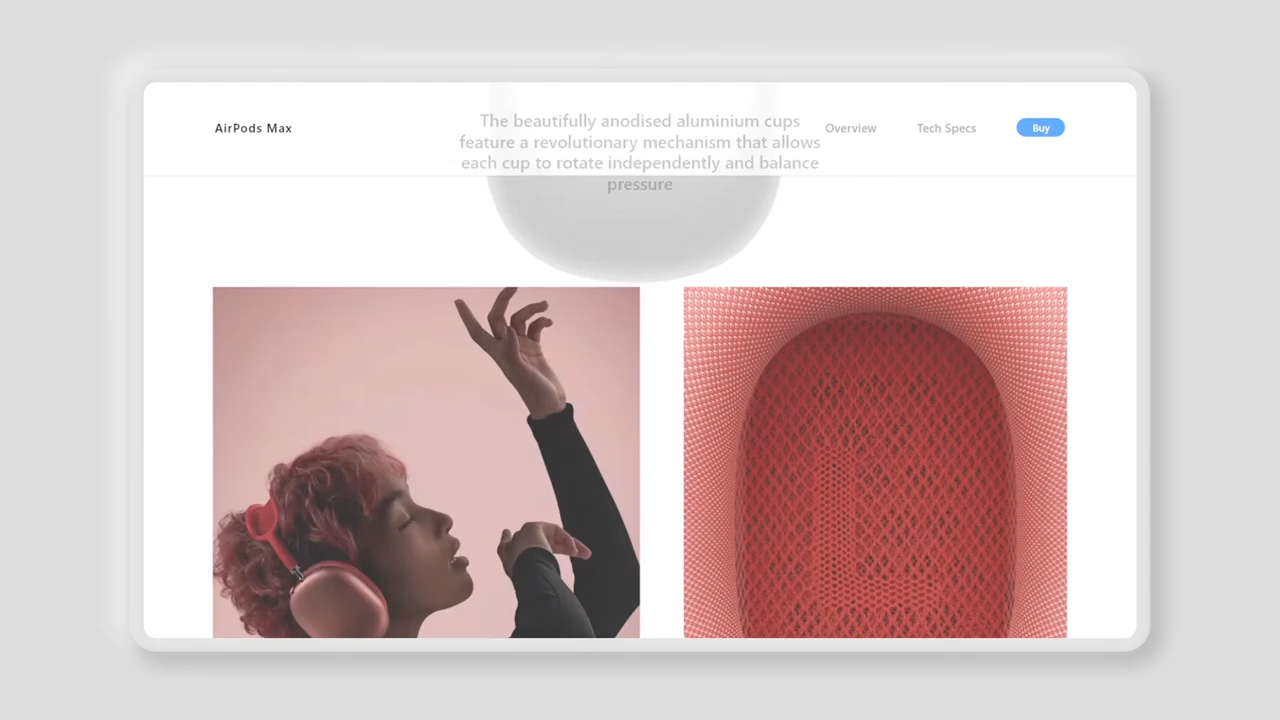 AirPods Max
Overview
Tech Specs
Buy
The beautifully anodised aluminium cups
feature a revolutionary mechanism that allows
each cup to rotate independently and balance
pressure